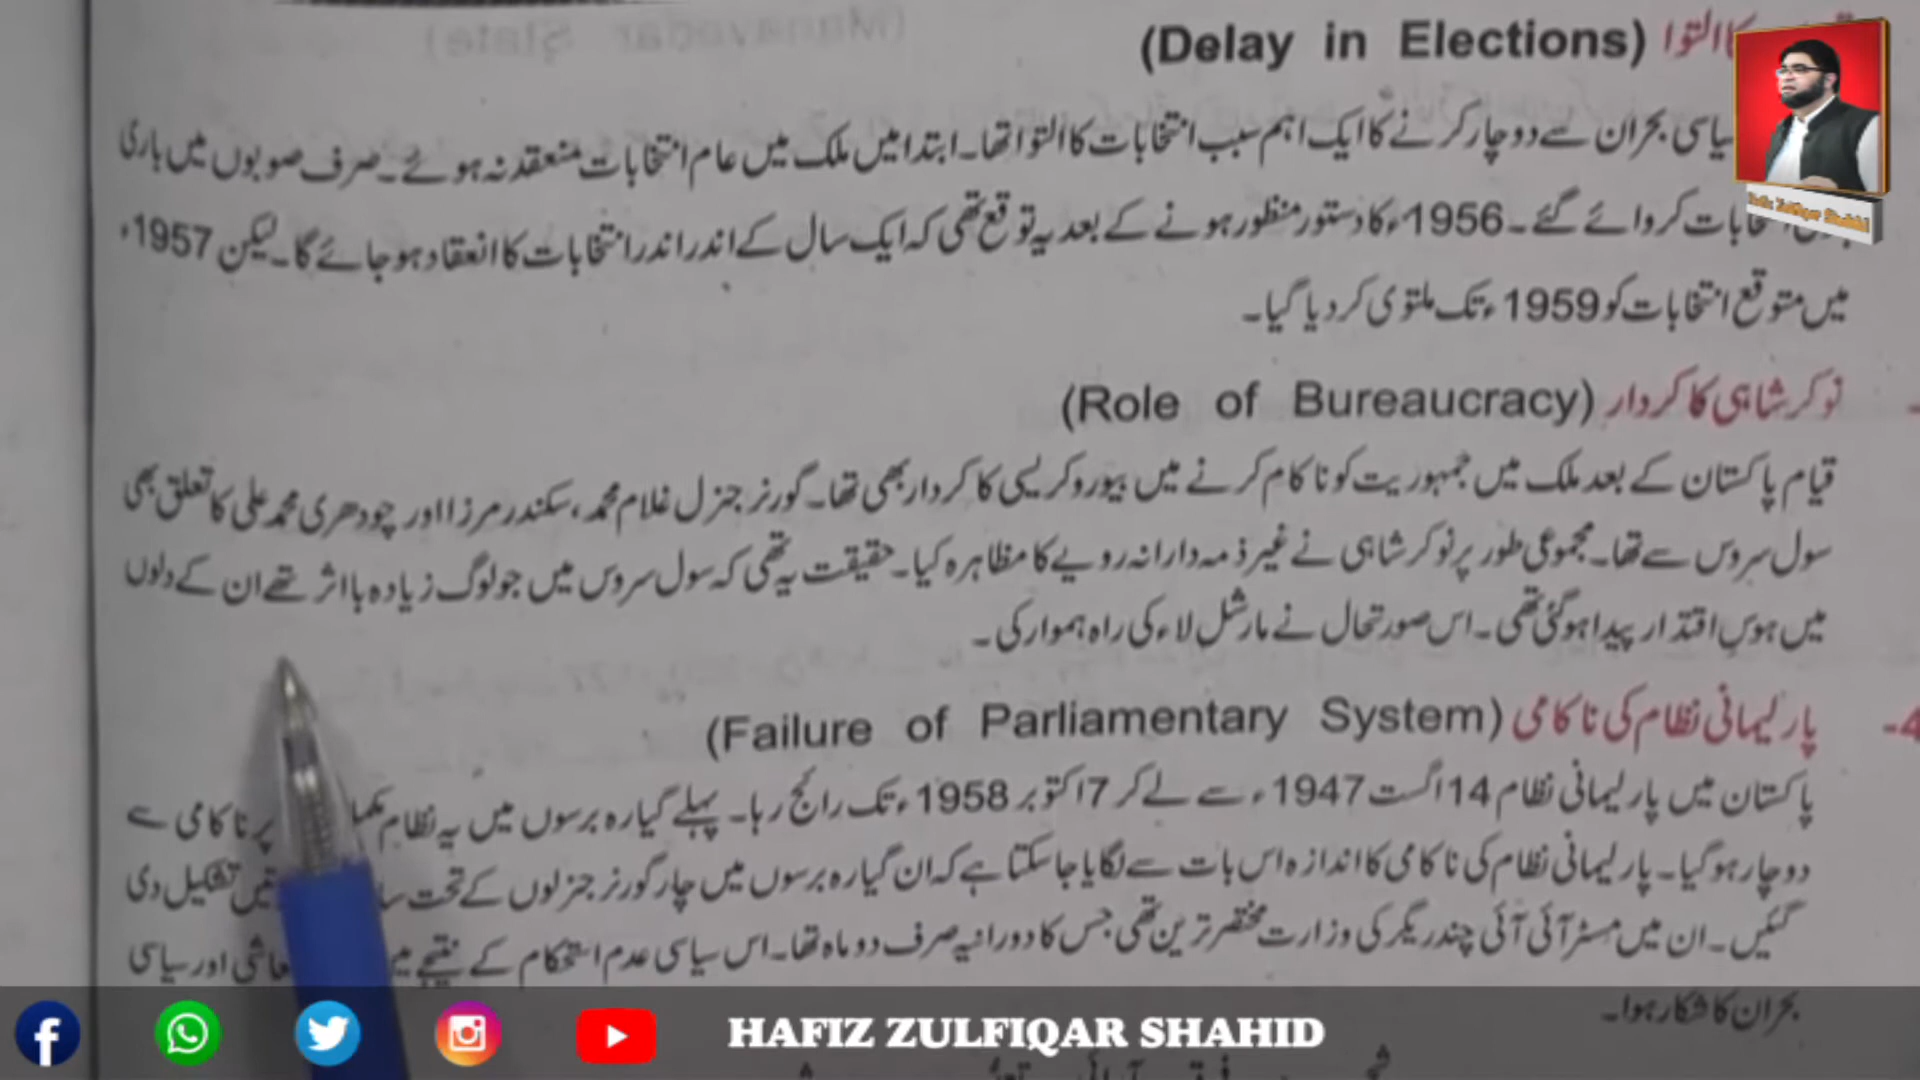 کا التوا (Delay in Elections)
سیاسی بحران سے دوچار کرنے کا ایک اہم سبب انتخابات کا التوا تھا۔ ابتدا میں ملک میں عام انتخابات منعقد نہ ہوئے۔ صرف صوبوں میں باری
انتخابات کروائے گئے۔ 1956ء کا دستور منظور ہونے کے بعد یہ توقع تھی کہ ایک سال کے اندر اندر انتخابات کا انعقاد ہو جائے گا۔ لیکن 1957ء
میں متوقع انتخابات کو 1959ء تک ملتوی کر دیا گیا۔
نوکر شاہی کا کردار (Role of Bureaucracy)
قیام پاکستان کے بعد ملک میں جمہوریت کو ناکام کرنے میں بیوروکریسی کا کردار بھی تھا۔ گورنر جنرل غلام محمد، سکندر مرزا اور چودھری محمد علی کا تعلق بھی
سول سروس سے تھا۔ مجموعی طور پر نوکر شاہی نے غیر ذمہ دارانہ رویے کا مظاہرہ کیا۔ حقیقت یہ تھی کہ سول سروس میں جو لوگ زیادہ بااثر تھے ان کے دلوں
میں ہوسِ اقتدار پیدا ہوگئی تھی۔ اس صورتحال نے مارشل لاء کی راہ ہموار کی۔
4- پارلیمانی نظام کی ناکامی (Failure of Parliamentary System)
پاکستان میں پارلیمانی نظام 14 اگست 1947ء سے لے کر 7 اکتوبر 1958ء تک رائج رہا۔ پہلے گیارہ برسوں میں یہ نظام پر ناکامی سے
دوچار ہوگیا۔ پارلیمانی نظام کی ناکامی کا اندازہ اس بات سے لگایا جا سکتا ہے کہ ان گیارہ برسوں میں چار گورنر جنرلوں کے تحت تشکیل دی
گئیں۔ ان میں مسٹر آئی آئی چندریگر کی وزارت مختصر ترین تھی جس کا دورانیہ صرف دو ماہ تھا۔ اس سیاسی عدم استحکام کے نتیجے اور سیاسی
بحران کا شکار ہوا۔
Hafiz Zulfiqar Shahid
HAFIZ ZULFIQAR SHAHID